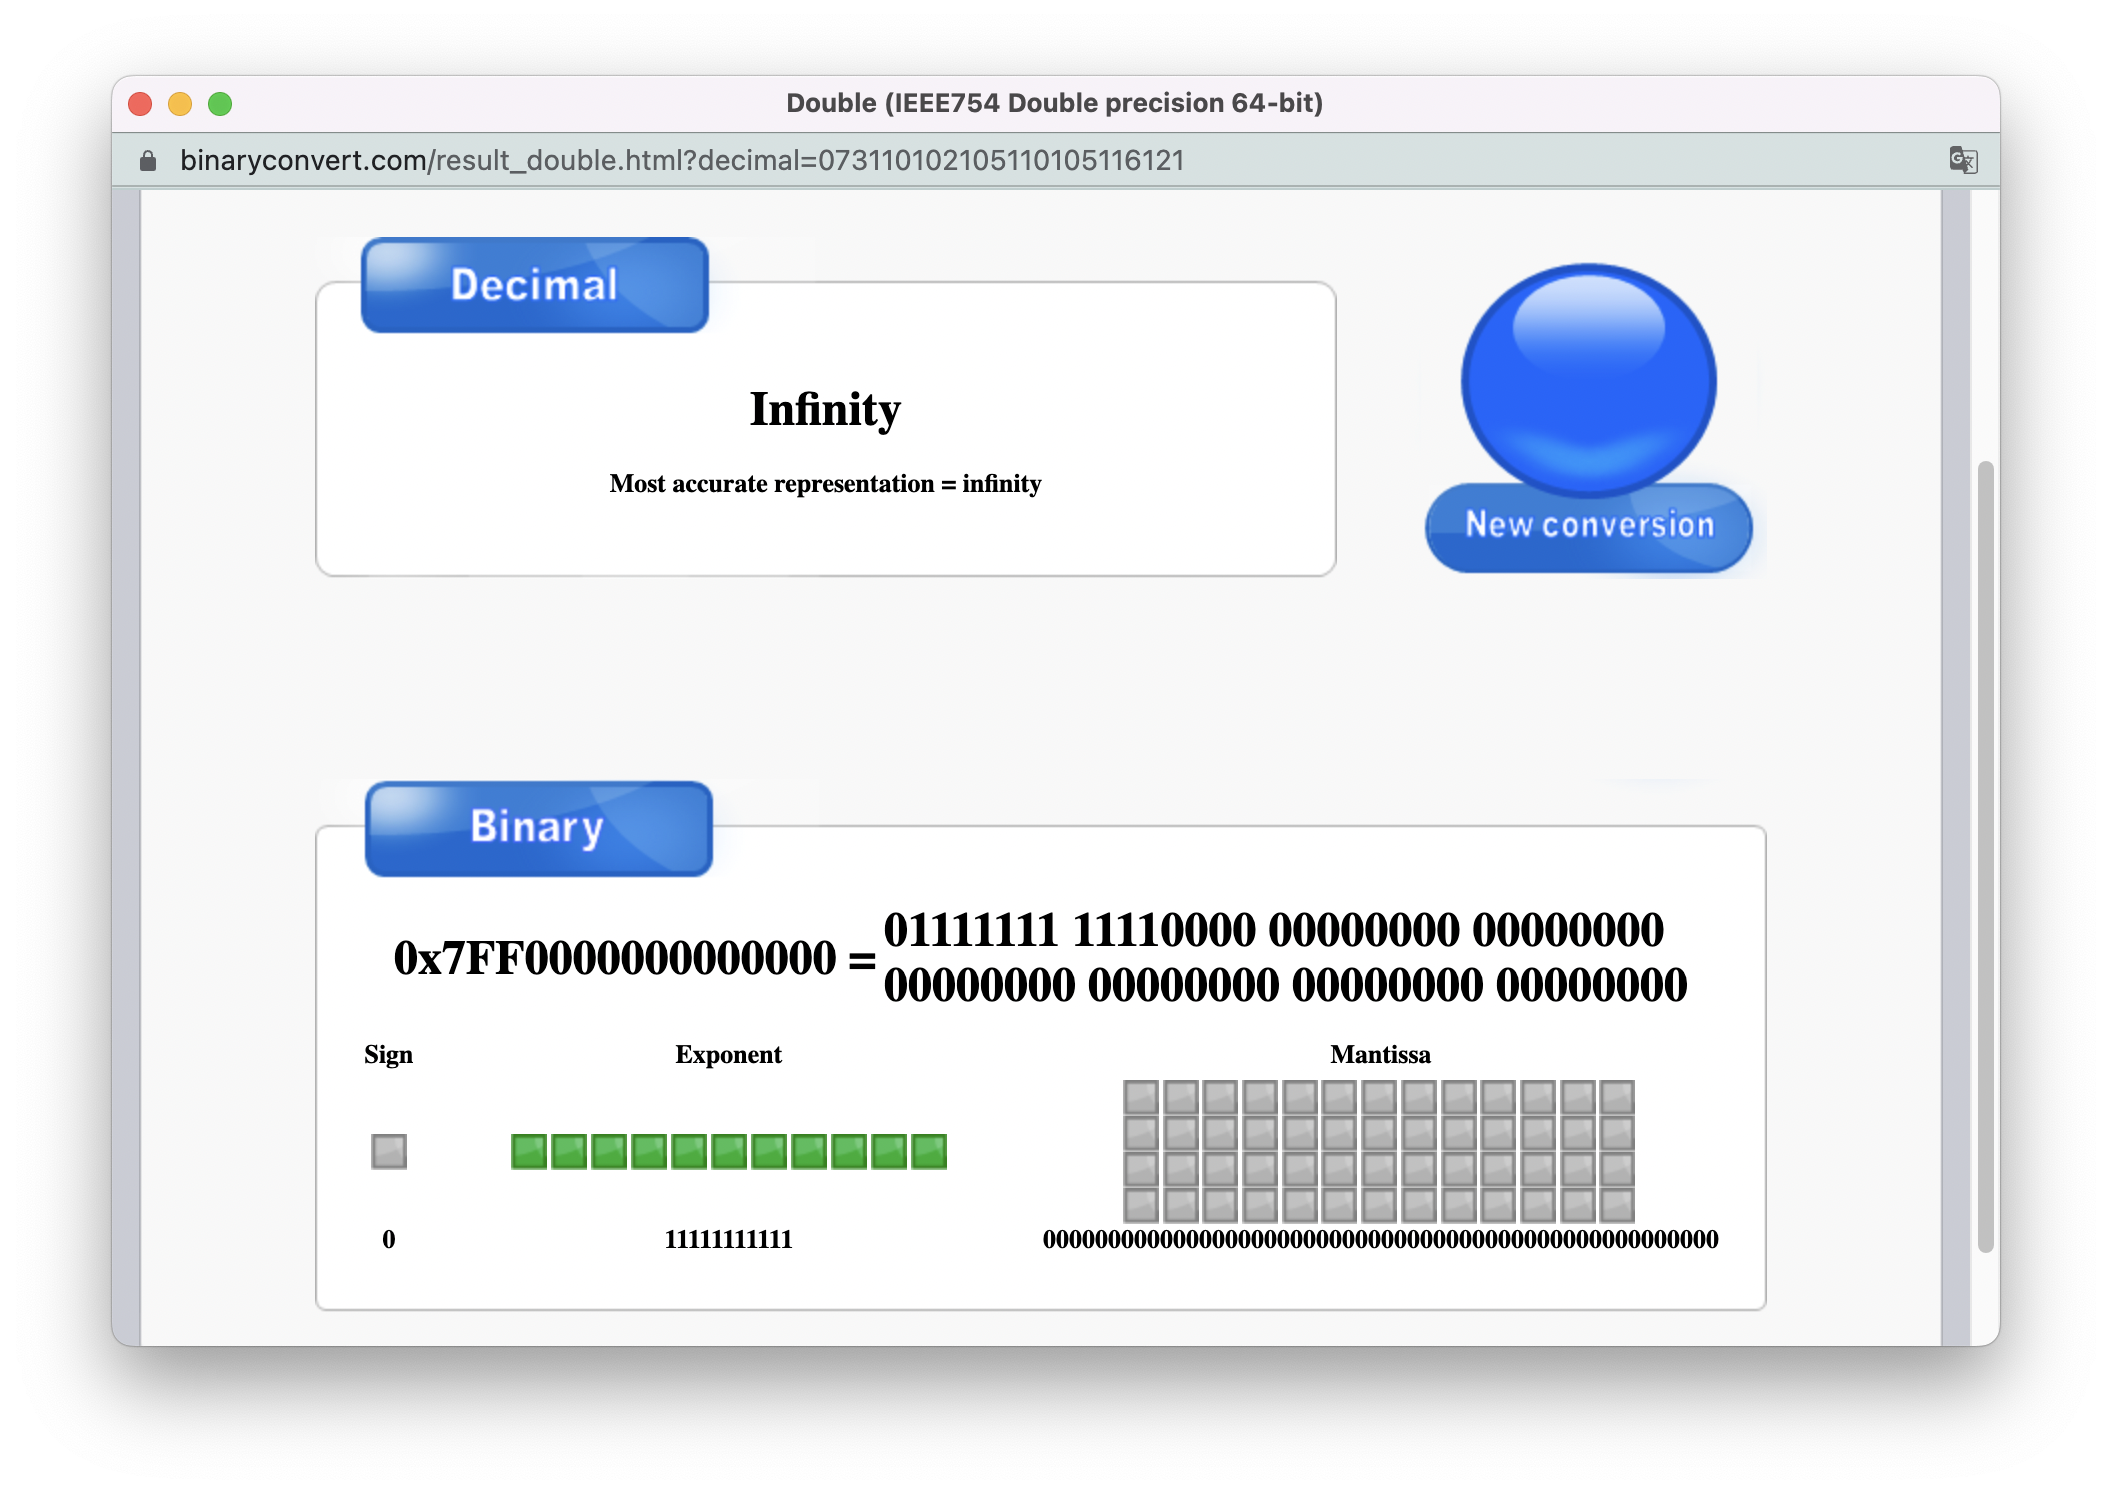 Double (IEEE754 Double precision 64-bit)
binaryconvert.com/result_double.html?decimal=073110102105110105116121
Decimal
Infinity
Most accurate representation = infinity
New conversion
Binary
0x7FF0000000000000 = 01111111 11110000 00000000 00000000
00000000 00000000 00000000 00000000
Sign Exponent Mantissa
0 11111111111 0000000000000000000000000000000000000000000000000000